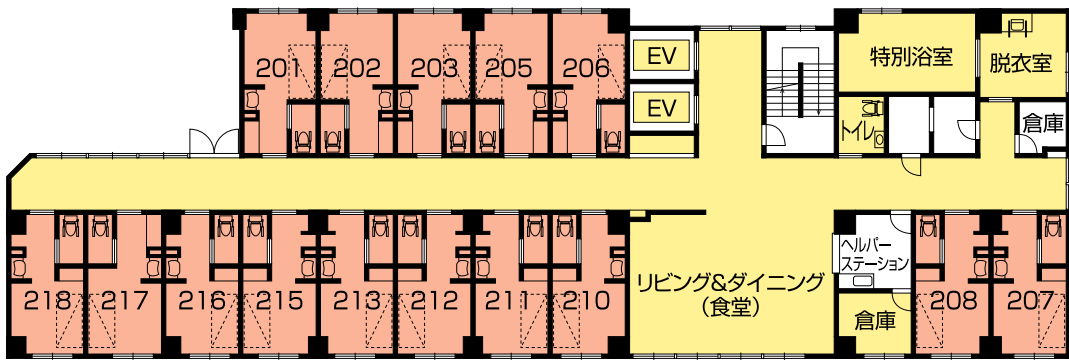 201
202
203
205
206
EV
EV
特別浴室
脱衣室
トイレ
倉庫
218
217
216
215
213
212
211
210
リビング&ダイニング
(食堂)
ヘルパー
ステーション
倉庫
208
207